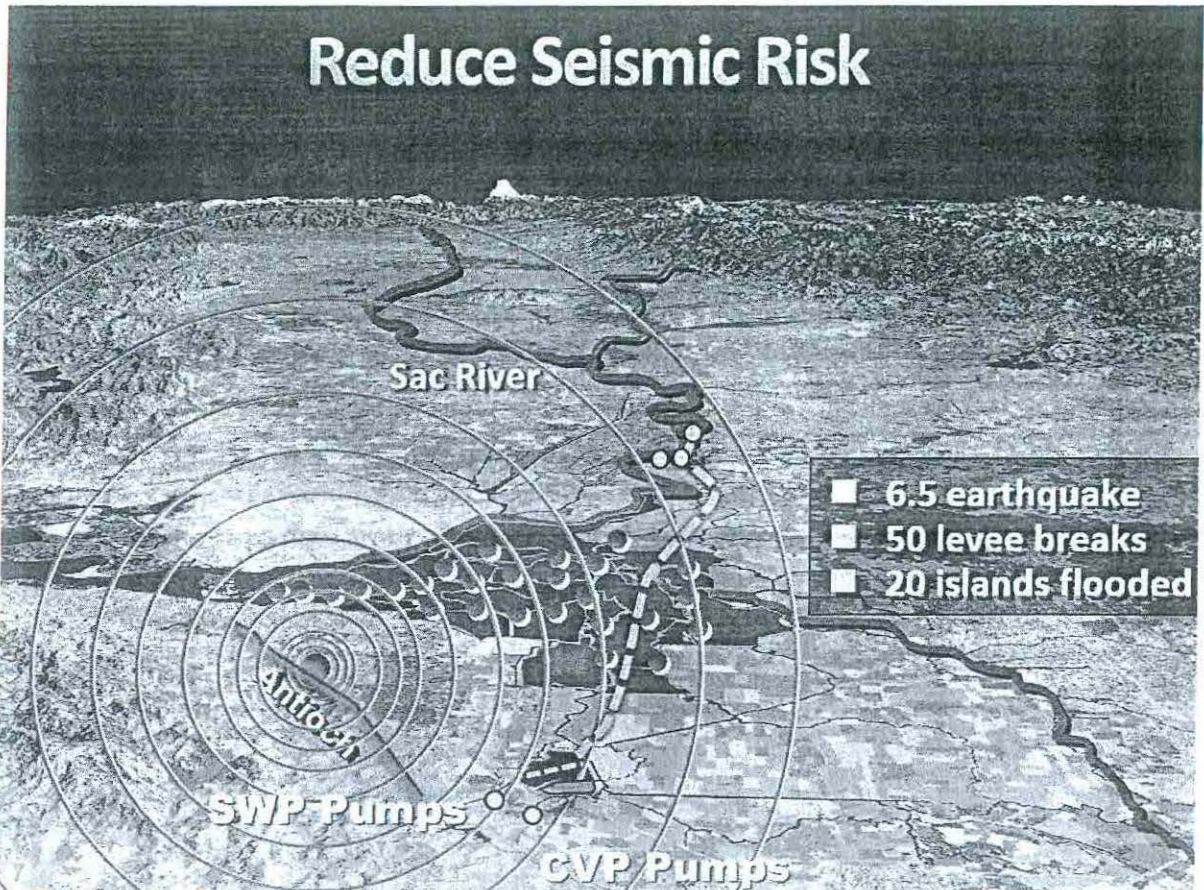 Reduce Seismic Risk
Sac River
6.5 earthquake
50 levee breaks
20 islands flooded
Antioch
SWP Pumps
CVP Pumps